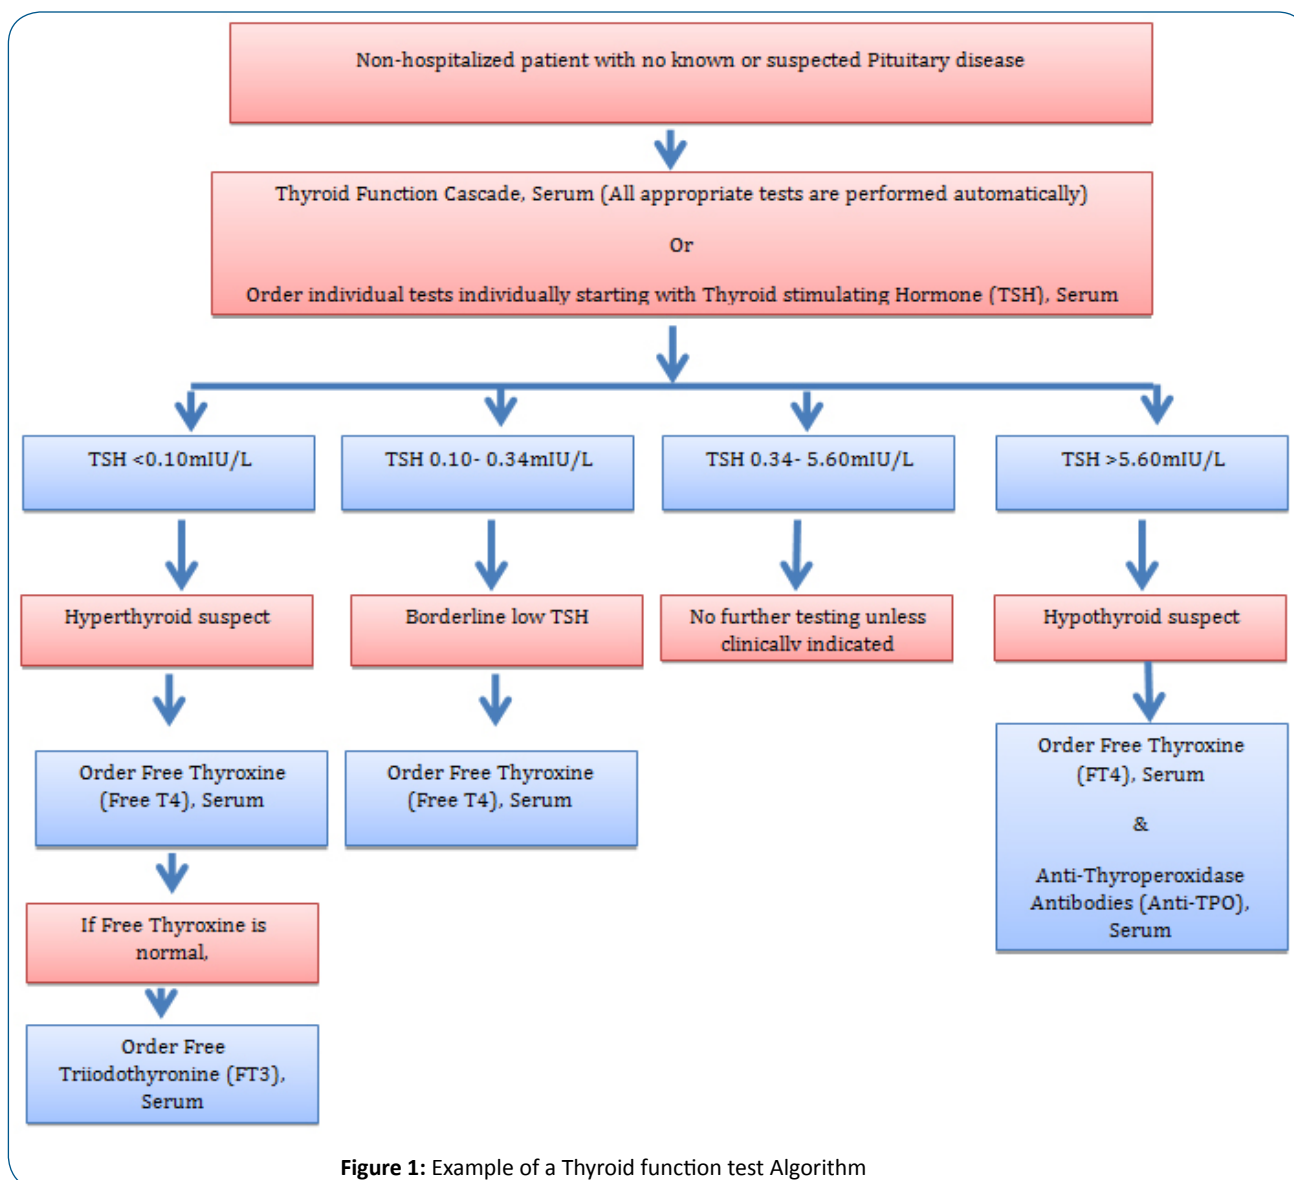 Non-hospitalized patient with no known or suspected Pituitary disease
Thyroid Function Cascade, Serum (All appropriate tests are performed automatically)
Or
Order individual tests individually starting with Thyroid stimulating Hormone (TSH), Serum
TSH <0.10mIU/L
TSH 0.10- 0.34mIU/L
TSH 0.34- 5.60mIU/L
TSH >5.60mIU/L
Hyperthyroid suspect
Borderline low TSH
No further testing unless
clinically indicated
Hypothyroid suspect
Order Free Thyroxine
(Free T4), Serum
Order Free Thyroxine
(Free T4), Serum
Order Free Thyroxine
(FT4), Serum
&
Anti-Thyroperoxidase
Antibodies (Anti-TPO),
Serum
If Free Thyroxine is
normal,
Order Free
Triiodothyronine (FT3),
Serum
Figure 1: Example of a Thyroid function test Algorithm